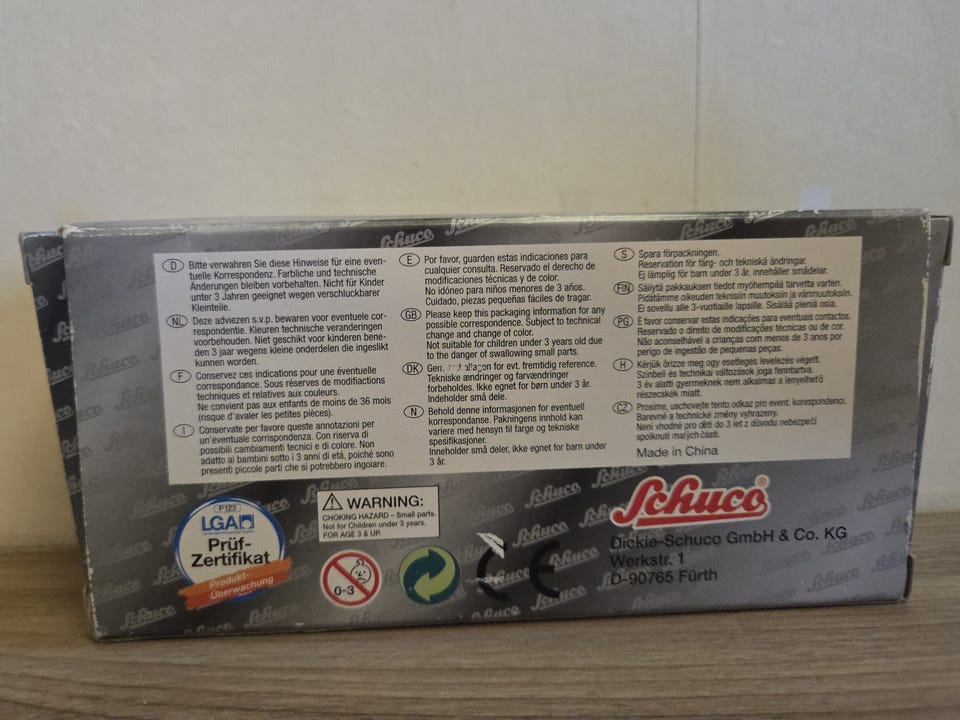 D Bitte verwahren Sie diese Hinweise für eine even-
tuelle Korrespondenz. Farbliche und technische
Änderungen bleiben vorbehalten. Nicht für Kinder
unter 3 Jahren geeignet wegen verschluckbarer
Kleinteile.
NL Deze adviezen s.v.p. bewaren voor eventuele cor-
respondentie. Kleuren technische veranderingen
voorbehouden. Niet geschikt voor kinderen bene-
den 3 jaar wegens kleine onderdelen die ingeslikt
kunnen worden.
F Conservez ces indications pour une éventuelle
correspondance. Sous réserves de modifiactions
techniques et relatives aux couleurs.
Ne convient pas aux enfants de moins de 36 mois
(risque d'avaler les petites pièces).
I Conservate per favore queste annotazioni per
un'eventuale corrispondenza. Con riserva di
possibili cambiamenti tecnici e di colore. Non
adatto ai bambini sotto i 3 anni di etá, poiché sono
presenti piccole parti che si potrebbero ingoiare.
E Por favor, guarden estas indicaciones para
cualquier consulta. Reservado el derecho de
modificaciones técnicas y de color.
No idóneo para niños menores de 3 años.
Cuidado, piezas pequeñas fáciles de tragar.
GB Please keep this packaging information for any
possible correspondence. Subject to technical
change and change of color.
Not suitable for children under 3 years old due
to the danger of swallowing small parts.
DK Gem for evt. fremtidig reference.
Tekniske ændringer og farvændringer
forbeholdes. Ikke egnet for børn under 3 år.
Indeholder små dele.
N Behold denne informasjonen for eventuell
korrespondanse. Pakningens innhold kan
variere med hensyn til farge og tekniske
spesifikasjoner.
Inneholder små deler, ikke egnet for barn under
3 år.
S Spara förpackningen.
Reservation för färg- och tekniská ändringar.
Ej lämplig för barn under 3 år, innehåller smådelar.
FIN Säilytä pakkauksen tiedot myöhempää tarvetta varten.
Pidätämme oikeuden teknisiin muutoksiin ja värimuutoksiin.
Ei sovellu alle 3-vuotiaille lapsille. Sisälää pieniä osia.
PG É favor conservar estas indicações para eventuais contactos.
Reservado o direito de modificações técnicas ou de cor.
Não aconselhável a crianças com menos de 3 anos por
perigo de ingestão de pequenas peças.
H Kérjük őrizze meg ogy esetleges levelezés végett.
Szinbeli és technikai változások joga fenntartva.
3 év alatti gyermeknek nem alkalmas a lenyelhető
részecskék miatt.
CZ Prosime, uschovejte tento odkaz pro event. korespondenci.
Barevné a technické změny vyhrazeny.
Není vhodné pro děti do 3 let z důvodu nebezpečí
spolknutí malých částí.
Made in China
P123
LGA
Prüf-
Zertifikat
Produkt-
Überwachung
WARNING:
CHOKING HAZARD – Small parts.
Not for Children under 3 years.
FOR AGE 3 & UP.
0-3
CE
Schuco®
Dickie-Schuco GmbH & Co. KG
Werkstr. 1
D-90765 Fürth